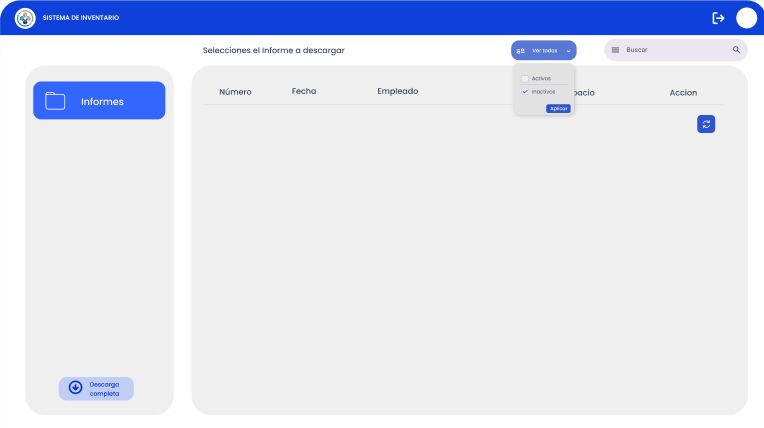 SISTEMA DE INVENTARIO
Selecciones el Informe a descargar
Ver todos
Buscar
Informes
Número
Fecha
Empleado
Activos
Inactivos
Aplicar
pacio
Accion
Descarga
completa